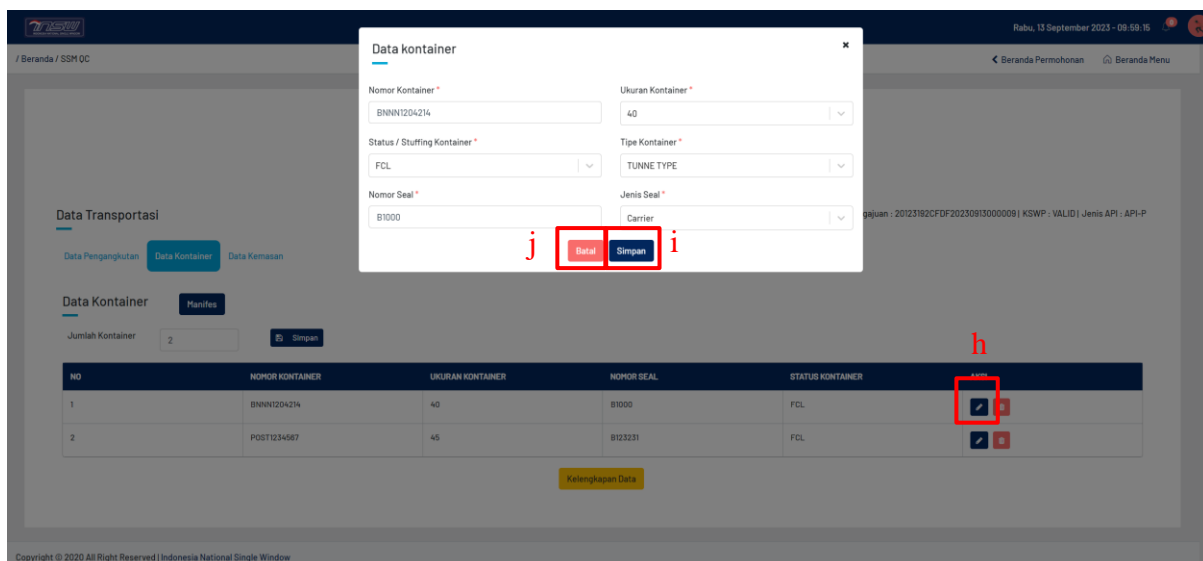 Rabu, 13 September 2023 - 09:59:15
/ Beranda / SSM QC
Beranda Permohonan
Beranda Menu
Data kontainer
Nomor Kontainer *
Ukuran Kontainer *
BNNN1204214
40
Status / Stuffing Kontainer *
Tipe Kontainer *
FCL
TUNNE TYPE
Nomor Seal *
Jenis Seal *
B1000
Carrier
j
Batal
Simpan
i
Data Transportasi
gajuan : 20123192CFDF20230913000009 | KSWP : VALID | Jenis API : API-P
Data Pengangkutan
Data Kontainer
Data Kemasan
Data Kontainer
Manifes
Jumlah Kontainer
2
Simpan
h
NO
NOMOR KONTAINER
UKURAN KONTAINER
NOMOR SEAL
STATUS KONTAINER
1
BNNN1204214
40
B1000
FCL
2
POST1234567
45
B123231
FCL
Kelengkapan Data
Copyright © 2020 All Right Reserved | Indonesia National Single Window